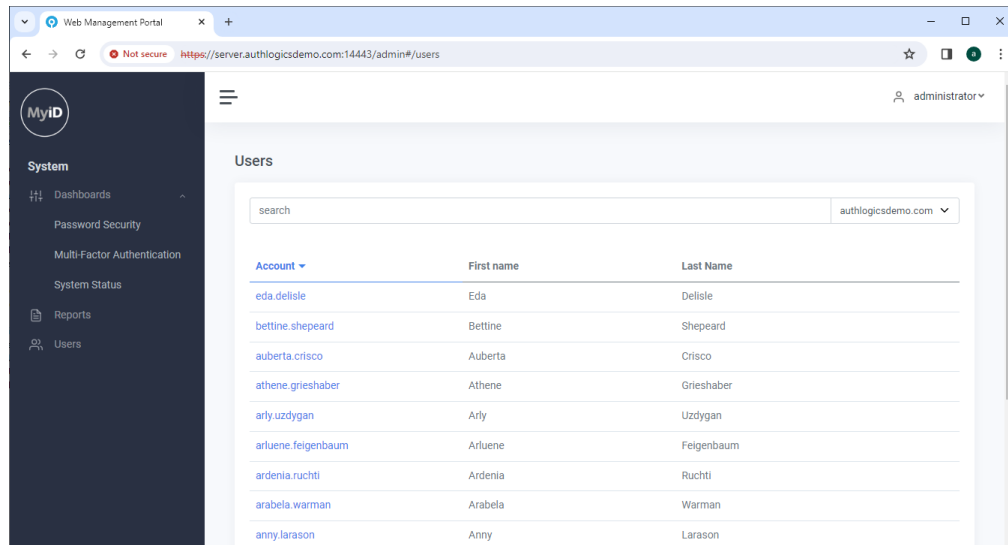 Web Management Portal
Not secure https://server.authlogicsdemo.com:14443/admin#/users
a
MyiD
administrator
System
Dashboards
Password Security
Multi-Factor Authentication
System Status
Reports
Users
Users
search authlogicsdemo.com
Account First name Last Name
eda.delisle Eda Delisle
bettine.shepeard Bettine Shepeard
auberta.crisco Auberta Crisco
athene.grieshaber Athene Grieshaber
arly.uzdygan Arly Uzdygan
arluene.feigenbaum Arluene Feigenbaum
ardenia.ruchti Ardenia Ruchti
arabela.warman Arabela Warman
anny.larason Anny Larason